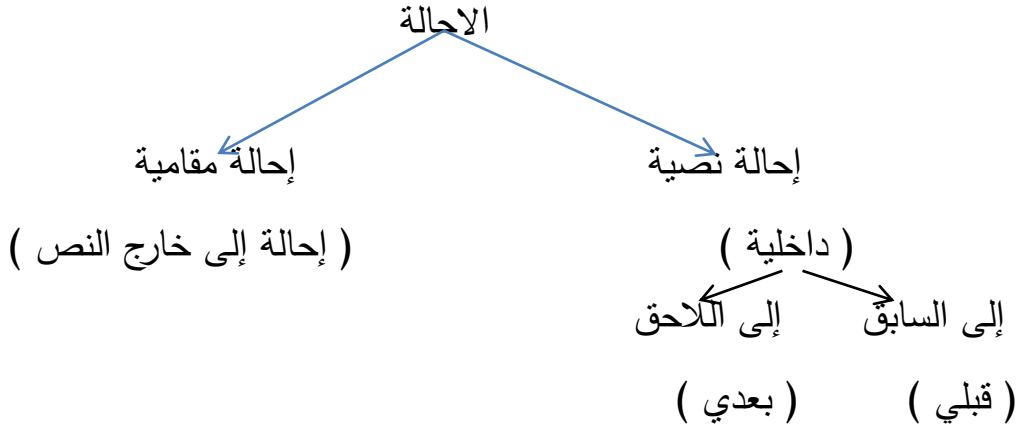 الاحالة
إحالة نصية
إحالة مقامية
( داخلية )
( إحالة إلى خارج النص )
إلى السابق
إلى اللاحق
( قبلي )
( بعدي )